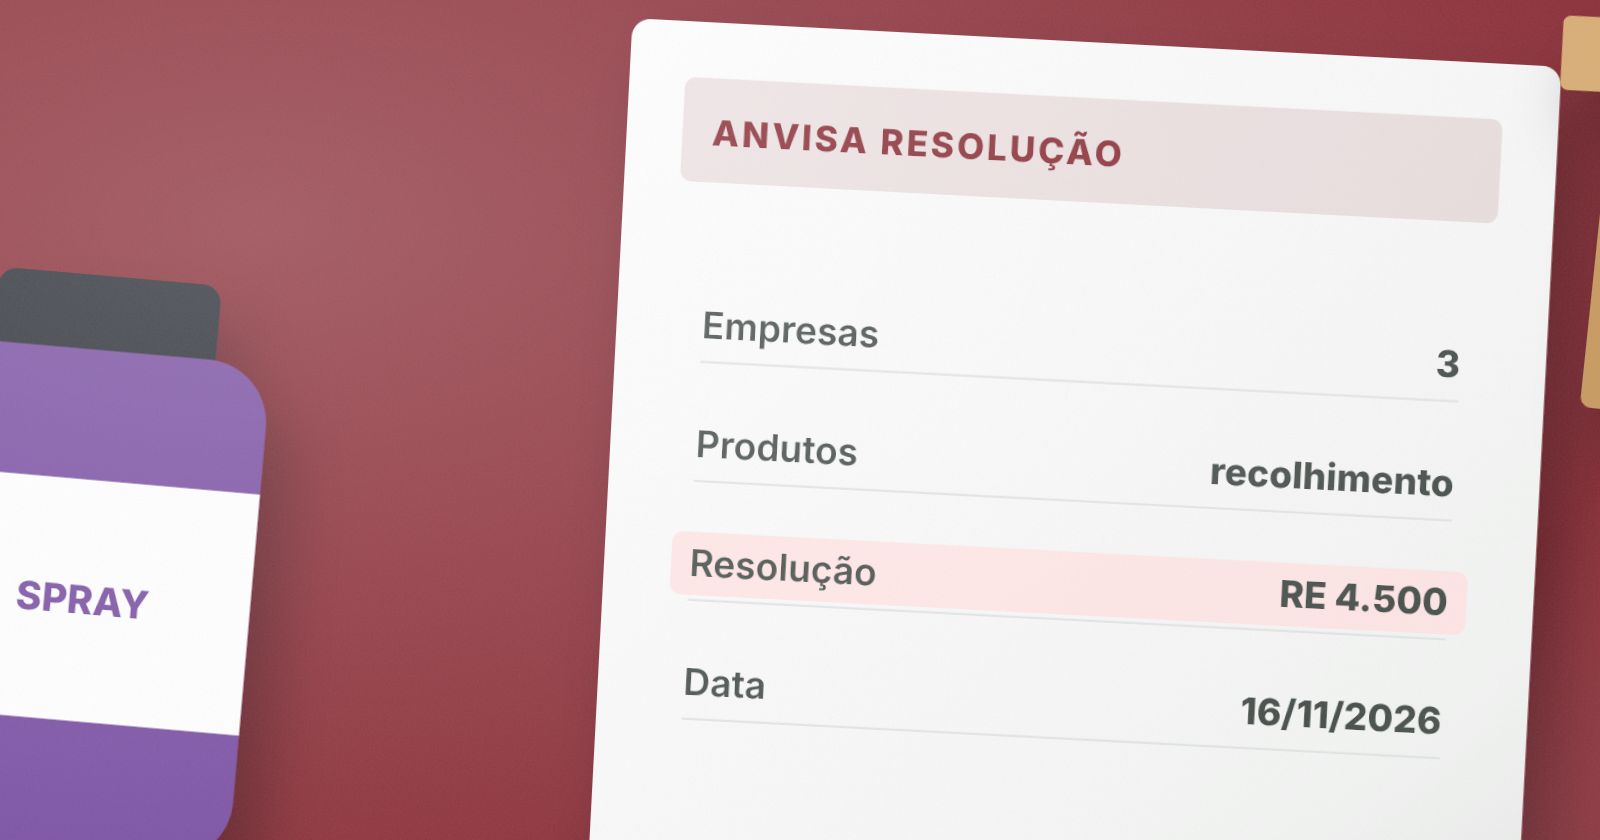 ANVISA RESOLUÇÃO
Empresas 3
Produtos recolhimento
Resolução RE 4.500
Data 16/11/2026
SPRAY